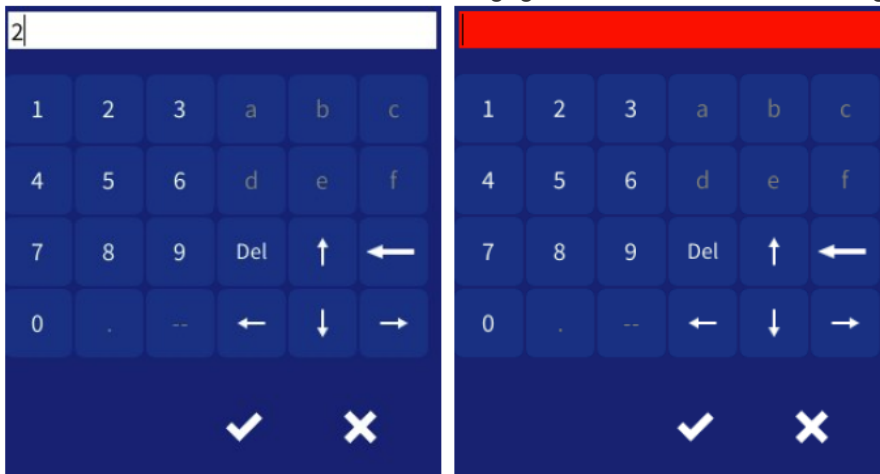 2
1 2 3 a b c
4 5 6 d e f
7 8 9 Del ↑ ←
0 . -- ← ↓ →
1 2 3 a b c
4 5 6 d e f
7 8 9 Del ↑ ←
0 . -- ← ↓ →